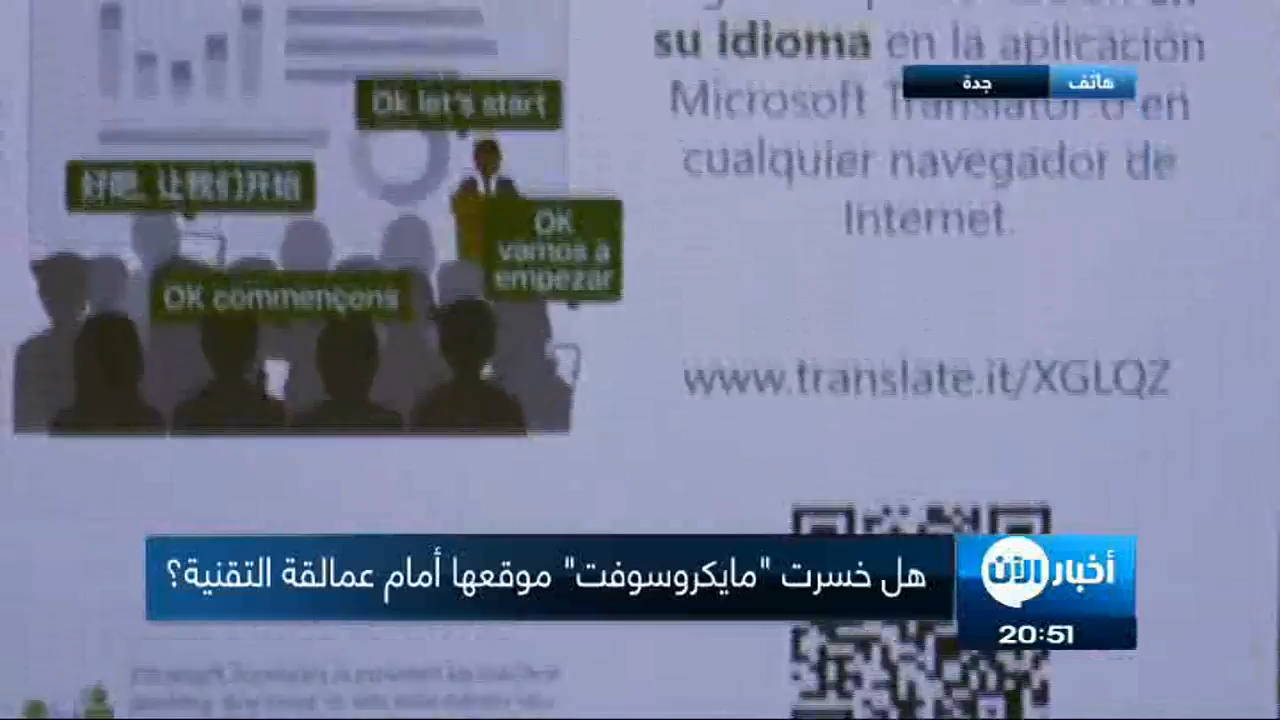 su idioma en la aplicación
Microsoft Translator o en
cualquier navegador de
Internet.
هاتف
جدة
Ok let's start
好吧, 让我们开始
OK
vamos a
empezar
OK commençons
www.translate.it/XGLQZ
هل خسرت "مايكروسوفت" موقعها أمام عمالقة التقنية؟
أخبار الآن
20:51